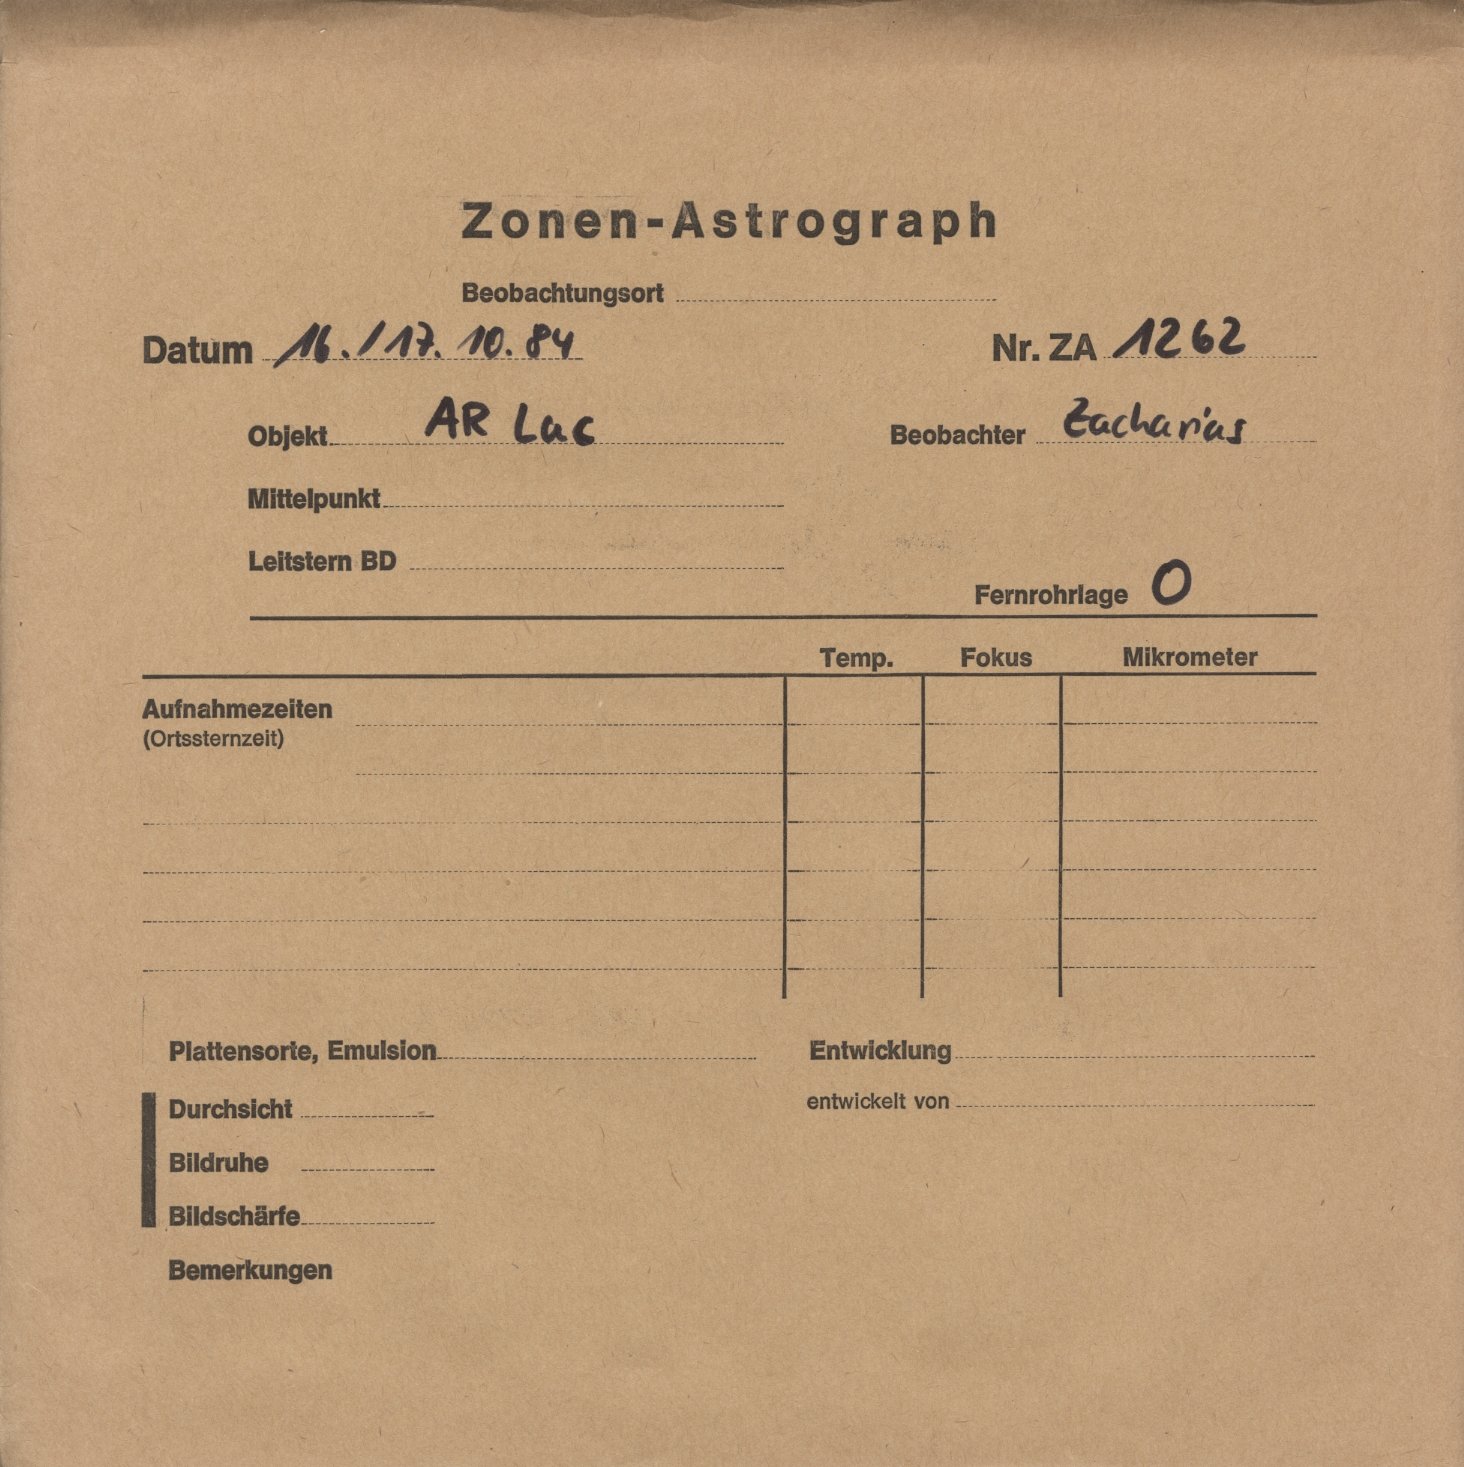 Zonen-Astrograph
Beobachtungsort
Datum 16./17. 10. 84 Nr. ZA 1262
Objekt AR Lac Beobachter Zacharias
Mittelpunkt
Leitstern BD
Fernrohrlage O
Temp. Fokus Mikrometer
Aufnahmezeiten
(Ortssternzeit)
Plattensorte, Emulsion Entwicklung
Durchsicht entwickelt von
Bildruhe
Bildschärfe
Bemerkungen